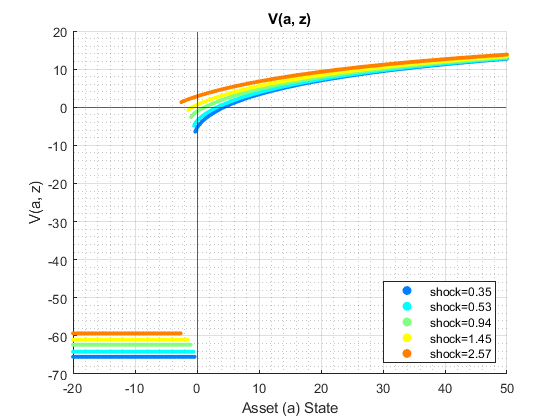 V(a, z)
20
10
0
-10
-20
-30
-40
-50
-60
-70
V(a, z)
-20
-10
0
10
20
30
40
50
Asset (a) State
shock=0.35
shock=0.53
shock=0.94
shock=1.45
shock=2.57